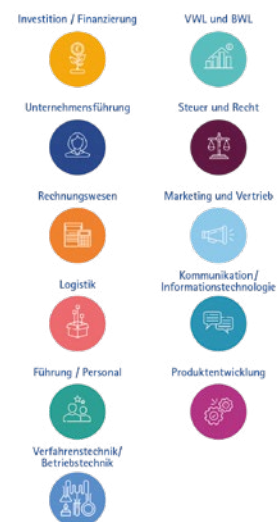 Investition / Finanzierung
VWL und BWL
Unternehmensführung
Steuer und Recht
Rechnungswesen
Marketing und Vertrieb
Logistik
Kommunikation/
Informationstechnologie
Führung / Personal
Produktentwicklung
Verfahrenstechnik/
Betriebstechnik